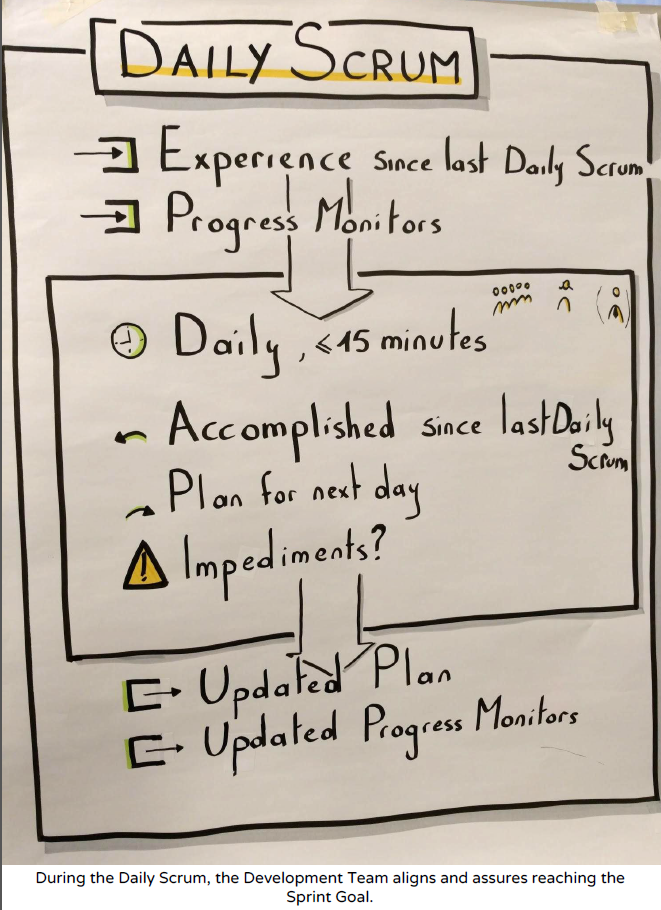 DAILY SCRUM
Experience since last Daily Scrum
Progress Monitors
Daily, ≤15 minutes
Accomplished since last Daily
Scrum
Plan for next day
Impediments?
Updated Plan
Updated Progress Monitors
During the Daily Scrum, the Development Team aligns and assures reaching the
Sprint Goal.